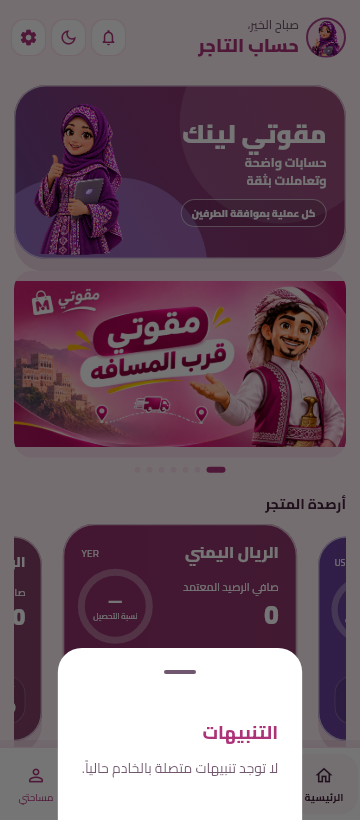 صباح الخير،
حساب التاجر
مقوتي لينك
حسابات واضحة
وتعاملات بثقة
كل عملية بموافقة الطرفين
مقوتي
مقوتي
قرب المسافه
أرصدة المتجر
الريال اليمني
YER
صافي الرصيد المعتمد
0
—
نسبة التحصيل
US
0
التنبيهات
لا توجد تنبيهات متصلة بالخادم حالياً.
الرئيسية
مساحتي